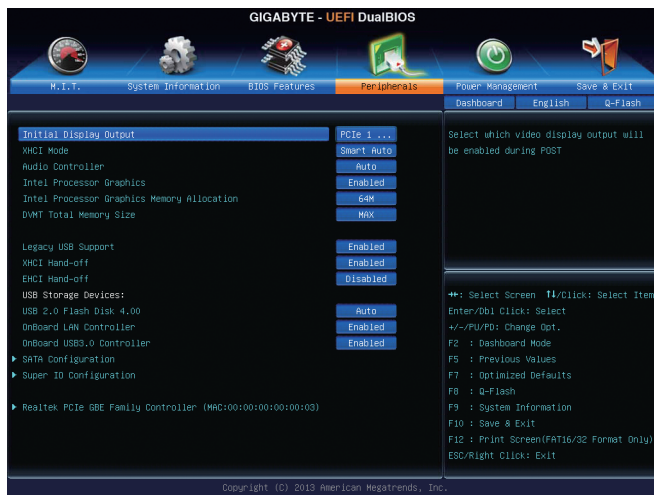 GIGABYTE - UEFI DualBIOS
M.I.T.
System Information
BIOS Features
Peripherals
Power Management
Save & Exit
Dashboard
English
Q-Flash
Initial Display Output PCIe 1 ...
XHCI Mode Smart Auto
Audio Controller Auto
Intel Processor Graphics Enabled
Intel Processor Graphics Memory Allocation 64M
DVMT Total Memory Size MAX
Legacy USB Support Enabled
XHCI Hand-off Enabled
EHCI Hand-off Disabled
USB Storage Devices:
USB 2.0 Flash Disk 4.00 Auto
OnBoard LAN Controller Enabled
OnBoard USB3.0 Controller Enabled
SATA Configuration
Super IO Configuration
Realtek PCIe GBE Family Controller (MAC:00:00:00:00:00:03)
Select which video display output will
be enabled during POST
→←: Select Screen ↑↓/Click: Select Item
Enter/Dbl Click: Select
+/-/PU/PD: Change Opt.
F2 : Dashboard Mode
F5 : Previous Values
F7 : Optimized Defaults
F8 : Q-Flash
F9 : System Information
F10 : Save & Exit
F12 : Print Screen(FAT16/32 Format Only)
ESC/Right Click: Exit
Copyright (C) 2013 American Megatrends, Inc.